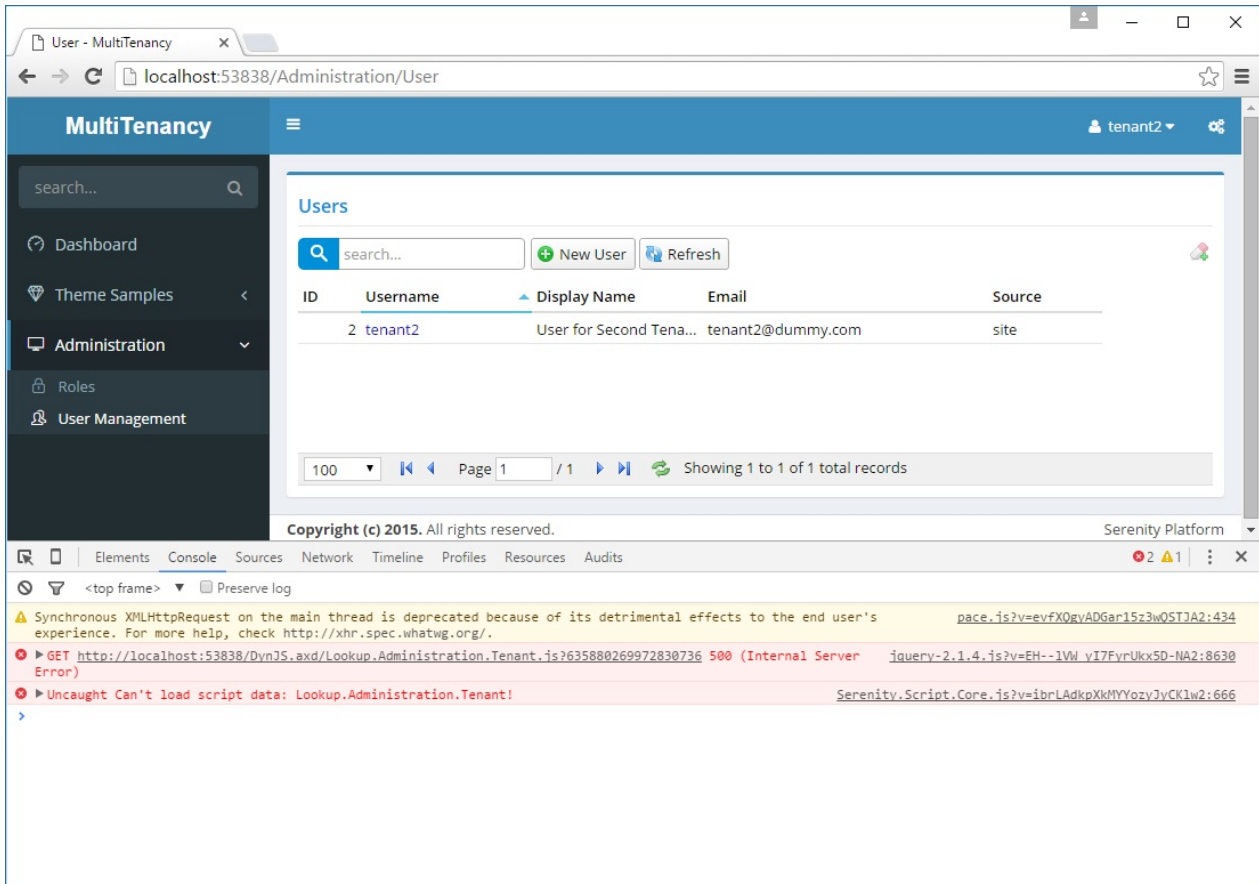 User - MultiTenancy
localhost:53838/Administration/User
MultiTenancy
tenant2
search...
Dashboard
Theme Samples
Administration
Roles
User Management
Users
search...
New User
Refresh
ID Username Display Name Email Source
2 tenant2 User for Second Tena... tenant2@dummy.com site
100 Page 1 / 1 Showing 1 to 1 of 1 total records
Copyright (c) 2015. All rights reserved. Serenity Platform
Elements Console Sources Network Timeline Profiles Resources Audits 2 1
<top frame> Preserve log
Synchronous XMLHttpRequest on the main thread is deprecated because of its detrimental effects to the end user's pace.js?v=evfXQgyADGar15z3wQSTJA2:434
experience. For more help, check http://xhr.spec.whatwg.org/.
GET http://localhost:53838/DynJS.axd/Lookup.Administration.Tenant.js?635880269972830736 500 (Internal Server jquery-2.1.4.js?v=EH--lVW_yI7FyrUkx5D-NA2:8630
Error)
Uncaught Can't load script data: Lookup.Administration.Tenant! Serenity.Script.Core.js?v=ibrLAdkpXkMYYozyJyCKlw2:666